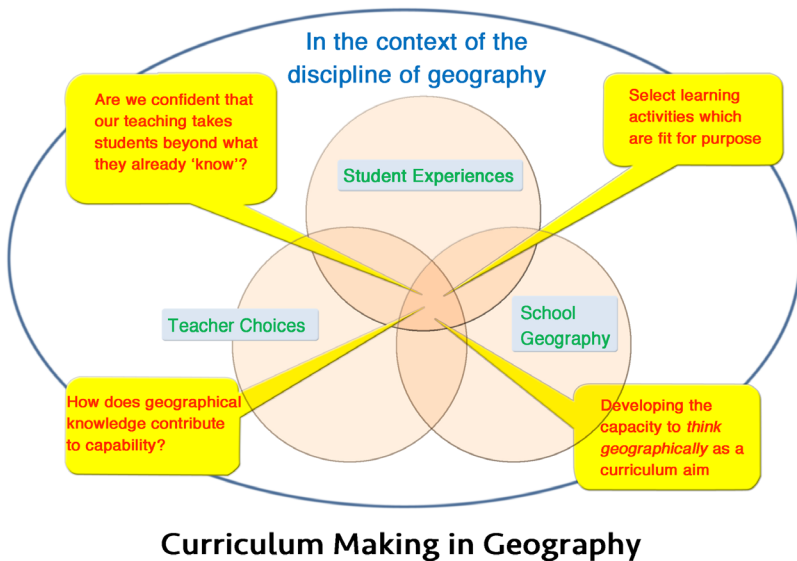 In the context of the
discipline of geography
Are we confident that
our teaching takes
students beyond what
they already ‘know’?
Select learning
activities which
are fit for purpose
Student Experiences
Teacher Choices
School
Geography
How does geographical
knowledge contribute
to capability?
Developing the
capacity to think
geographically as a
curriculum aim
Curriculum Making in Geography